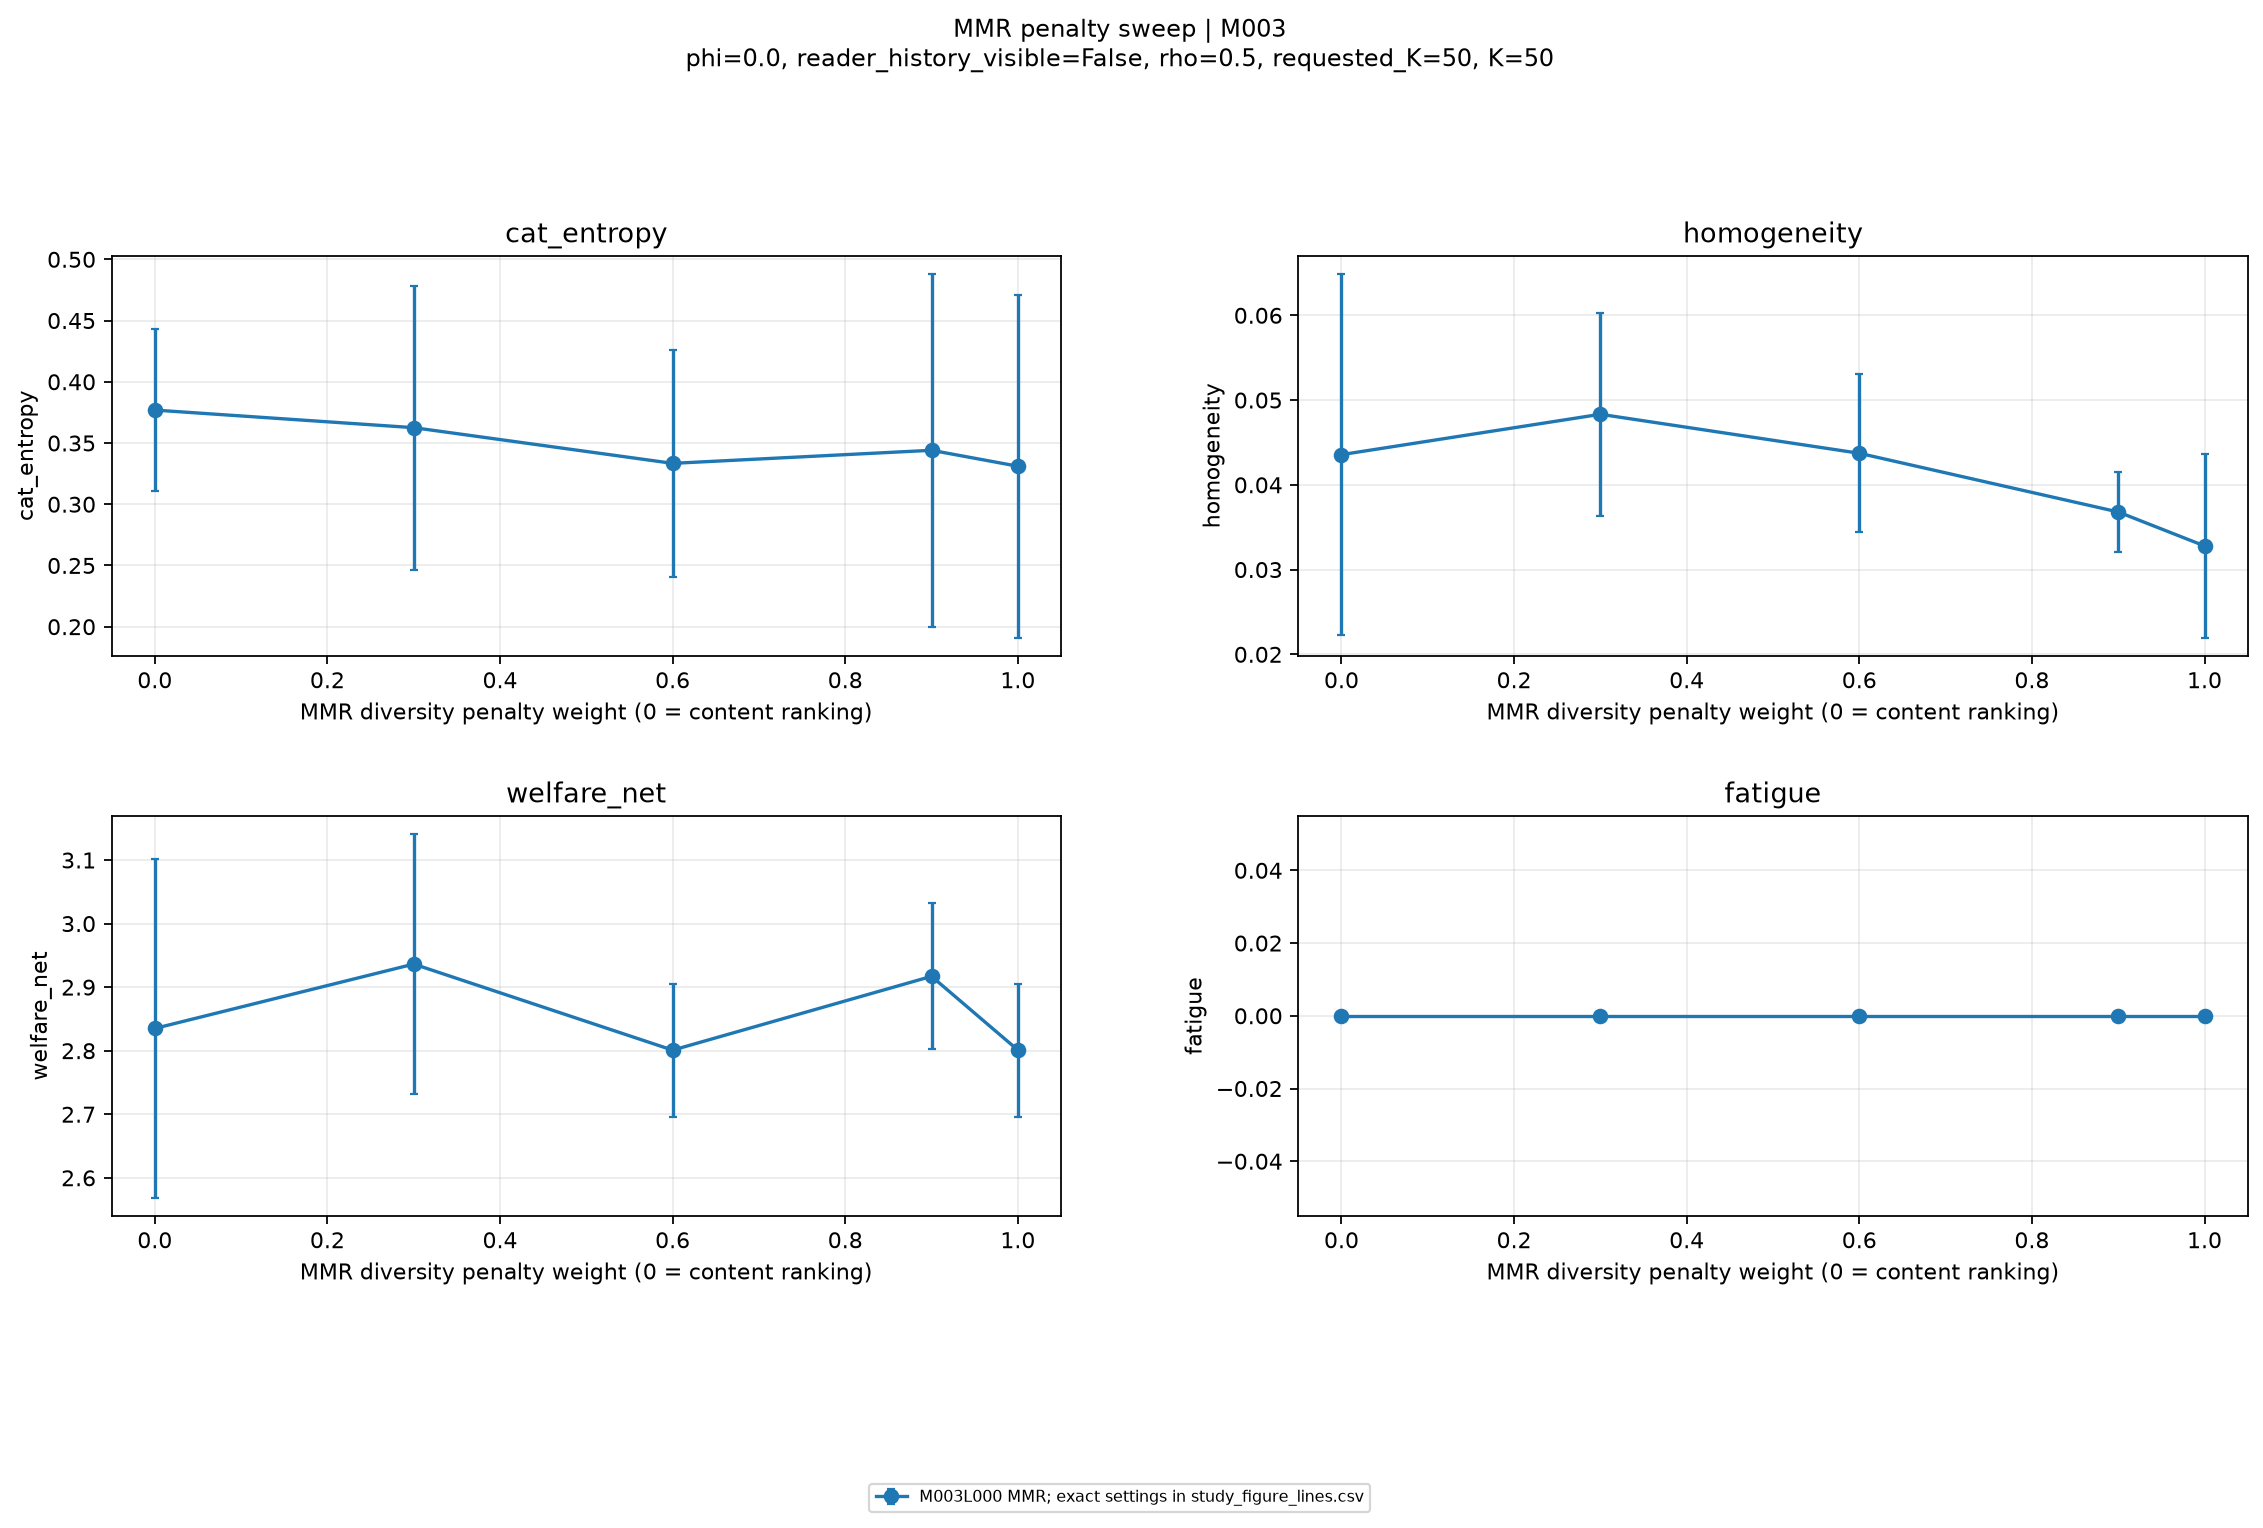 MMR penalty sweep | M003
phi=0.0, reader_history_visible=False, rho=0.5, requested_K=50, K=50
cat_entropy
cat_entropy
0.50
0.45
0.40
0.35
0.30
0.25
0.20
0.0 0.2 0.4 0.6 0.8 1.0
MMR diversity penalty weight (0 = content ranking)
homogeneity
homogeneity
0.06
0.05
0.04
0.03
0.02
0.0 0.2 0.4 0.6 0.8 1.0
MMR diversity penalty weight (0 = content ranking)
welfare_net
welfare_net
3.1
3.0
2.9
2.8
2.7
2.6
0.0 0.2 0.4 0.6 0.8 1.0
MMR diversity penalty weight (0 = content ranking)
fatigue
fatigue
0.04
0.02
0.00
−0.02
−0.04
0.0 0.2 0.4 0.6 0.8 1.0
MMR diversity penalty weight (0 = content ranking)
M003L000 MMR; exact settings in study_figure_lines.csv